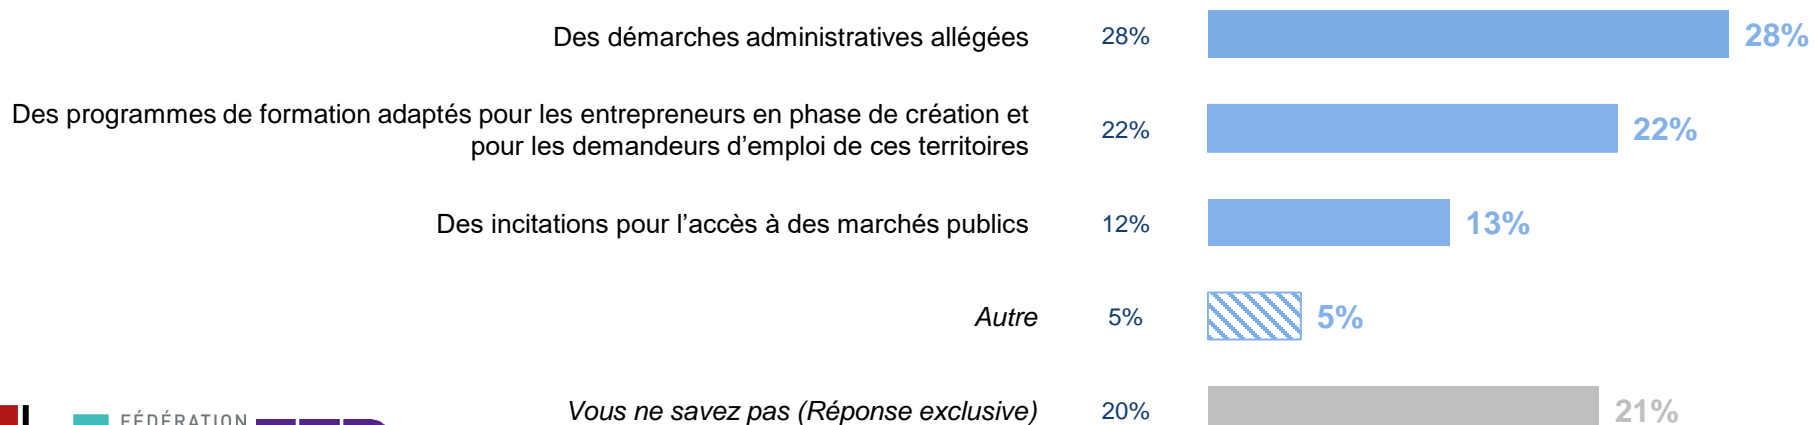 Des démarches administratives allégées 28% 28%
Des programmes de formation adaptés pour les entrepreneurs en phase de création et
pour les demandeurs d’emploi de ces territoires 22% 22%
Des incitations pour l’accès à des marchés publics 12% 13%
Autre 5% 5%
Vous ne savez pas (Réponse exclusive) 20% 21%
FÉDÉRATION